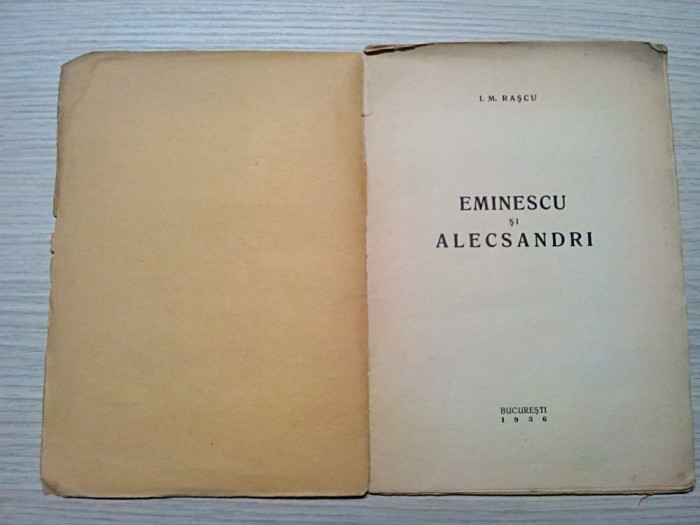 I. M. RAŞCU
EMINESCU
ŞI
ALECSANDRI
BUCUREŞTI
1936